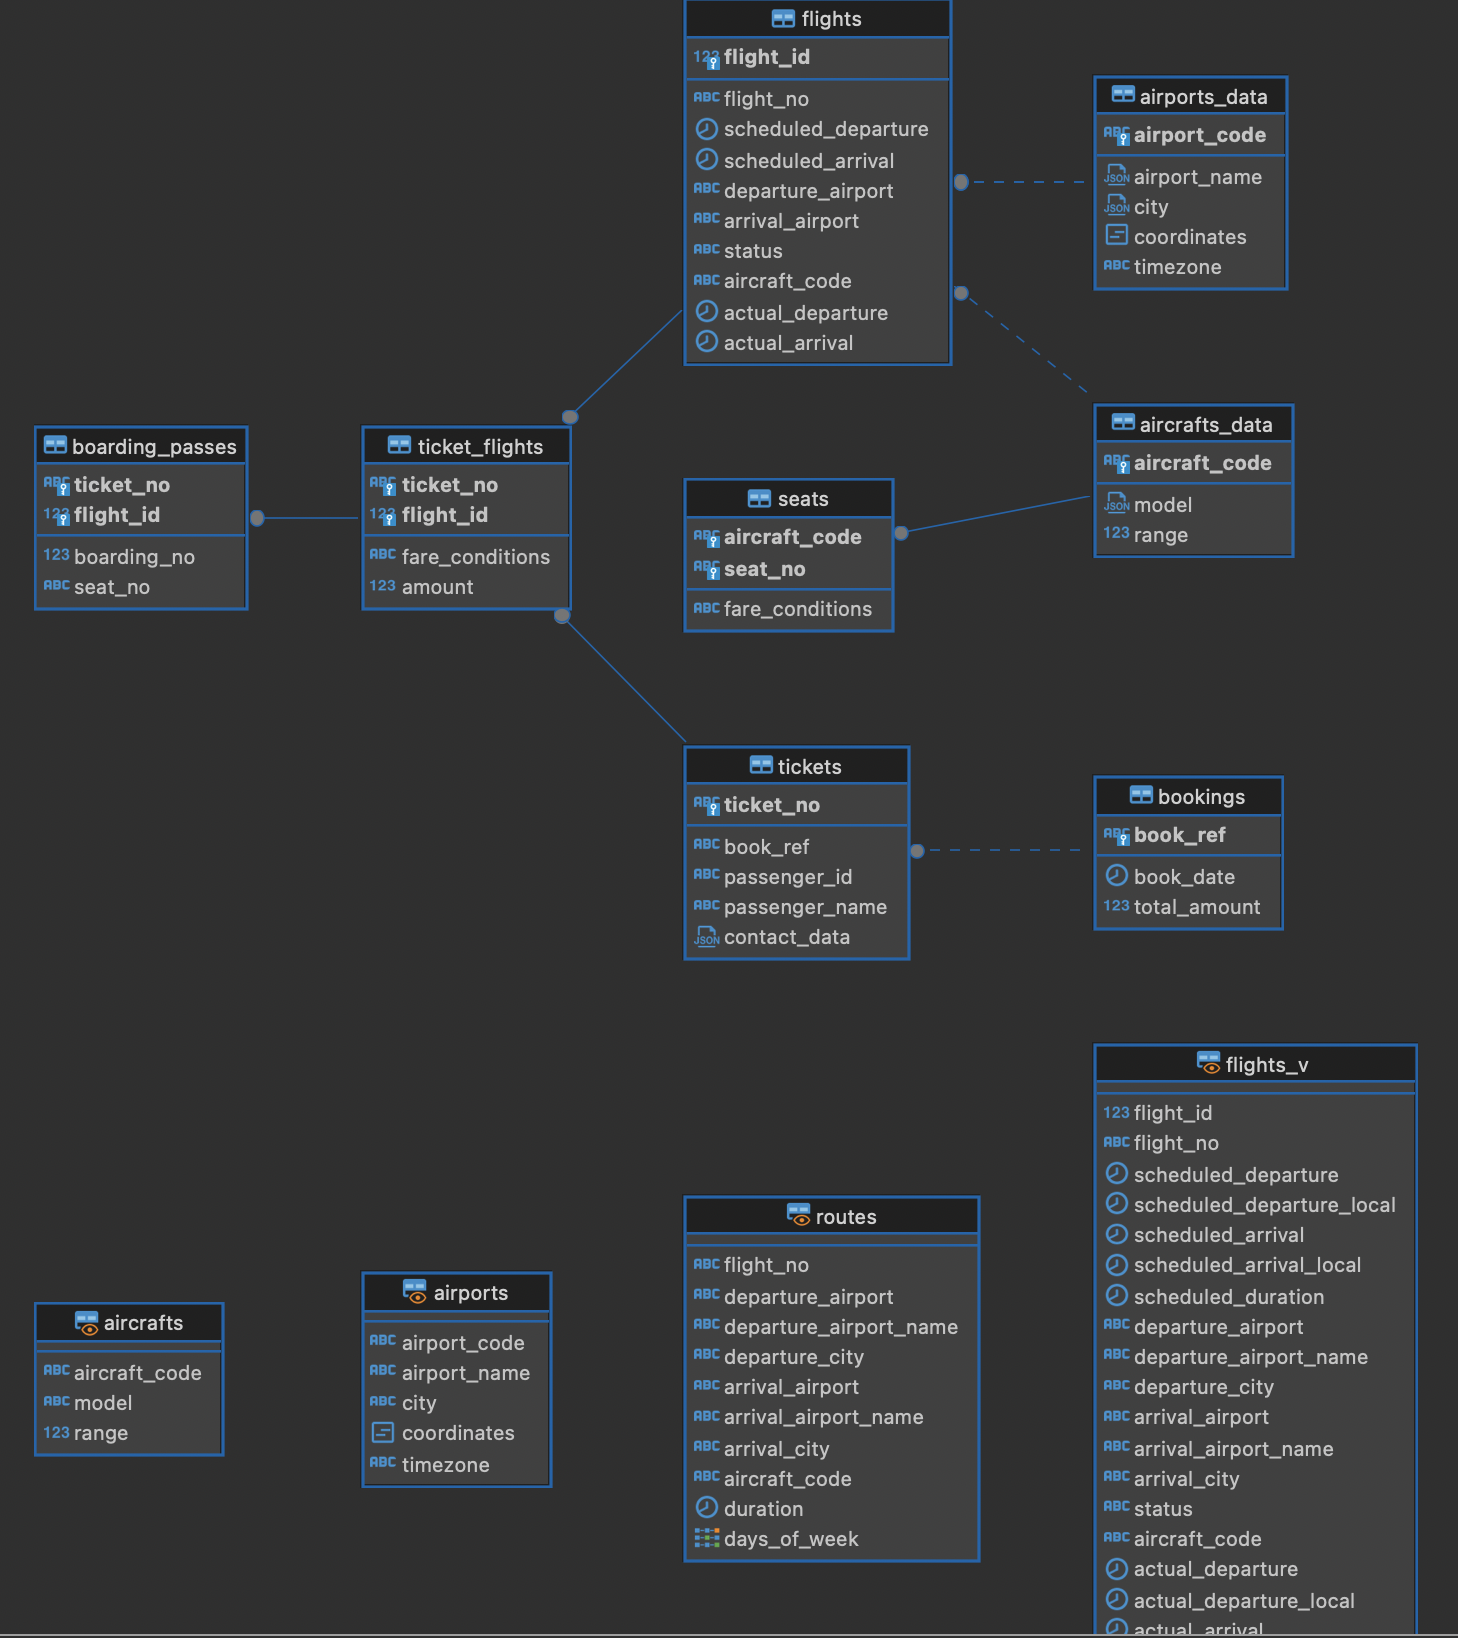 flights
123 flight_id
ABC flight_no
scheduled_departure
scheduled_arrival
ABC departure_airport
ABC arrival_airport
ABC status
ABC aircraft_code
actual_departure
actual_arrival
airports_data
ABC airport_code
JSON airport_name
JSON city
coordinates
ABC timezone
boarding_passes
ABC ticket_no
123 flight_id
123 boarding_no
ABC seat_no
ticket_flights
ABC ticket_no
123 flight_id
ABC fare_conditions
123 amount
seats
ABC aircraft_code
ABC seat_no
ABC fare_conditions
aircrafts_data
ABC aircraft_code
JSON model
123 range
tickets
ABC ticket_no
ABC book_ref
ABC passenger_id
ABC passenger_name
JSON contact_data
bookings
ABC book_ref
book_date
123 total_amount
aircrafts
ABC aircraft_code
ABC model
123 range
airports
ABC airport_code
ABC airport_name
ABC city
coordinates
ABC timezone
routes
ABC flight_no
ABC departure_airport
ABC departure_airport_name
ABC departure_city
ABC arrival_airport
ABC arrival_airport_name
ABC arrival_city
ABC aircraft_code
duration
days_of_week
flights_v
123 flight_id
ABC flight_no
scheduled_departure
scheduled_departure_local
scheduled_arrival
scheduled_arrival_local
scheduled_duration
ABC departure_airport
ABC departure_airport_name
ABC departure_city
ABC arrival_airport
ABC arrival_airport_name
ABC arrival_city
ABC status
ABC aircraft_code
actual_departure
actual_departure_local
actual_arrival